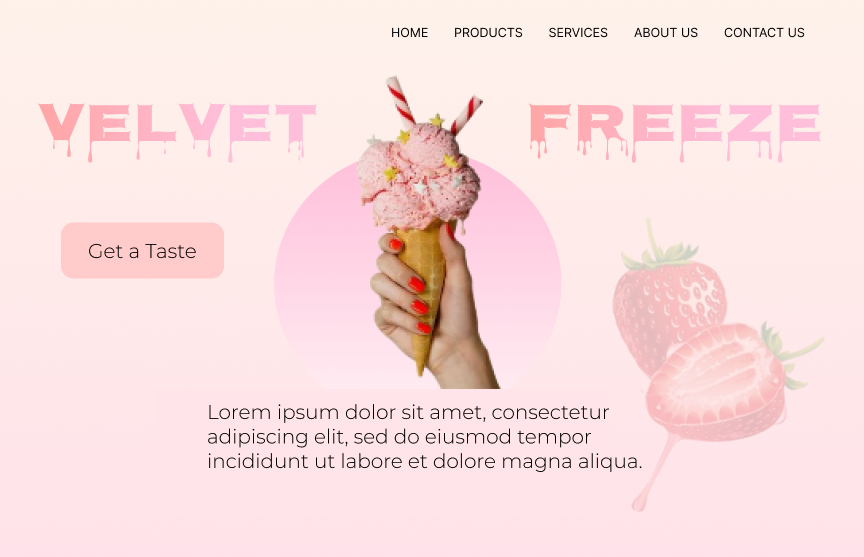 HOME PRODUCTS SERVICES ABOUT US CONTACT US
VELVET FREEZE
Get a Taste
Lorem ipsum dolor sit amet, consectetur
adipiscing elit, sed do eiusmod tempor
incididunt ut labore et dolore magna aliqua.